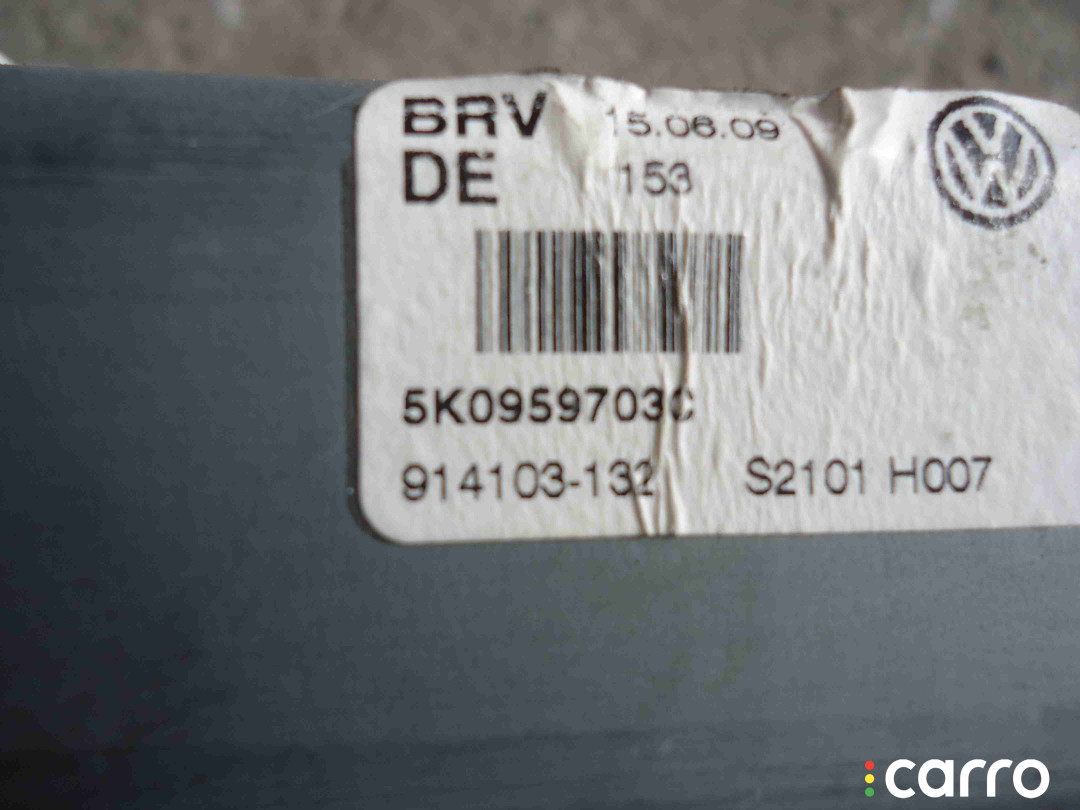 BRV 15.06.09
DE 153
5K0959703C
914103-132 S2101 H007
carro